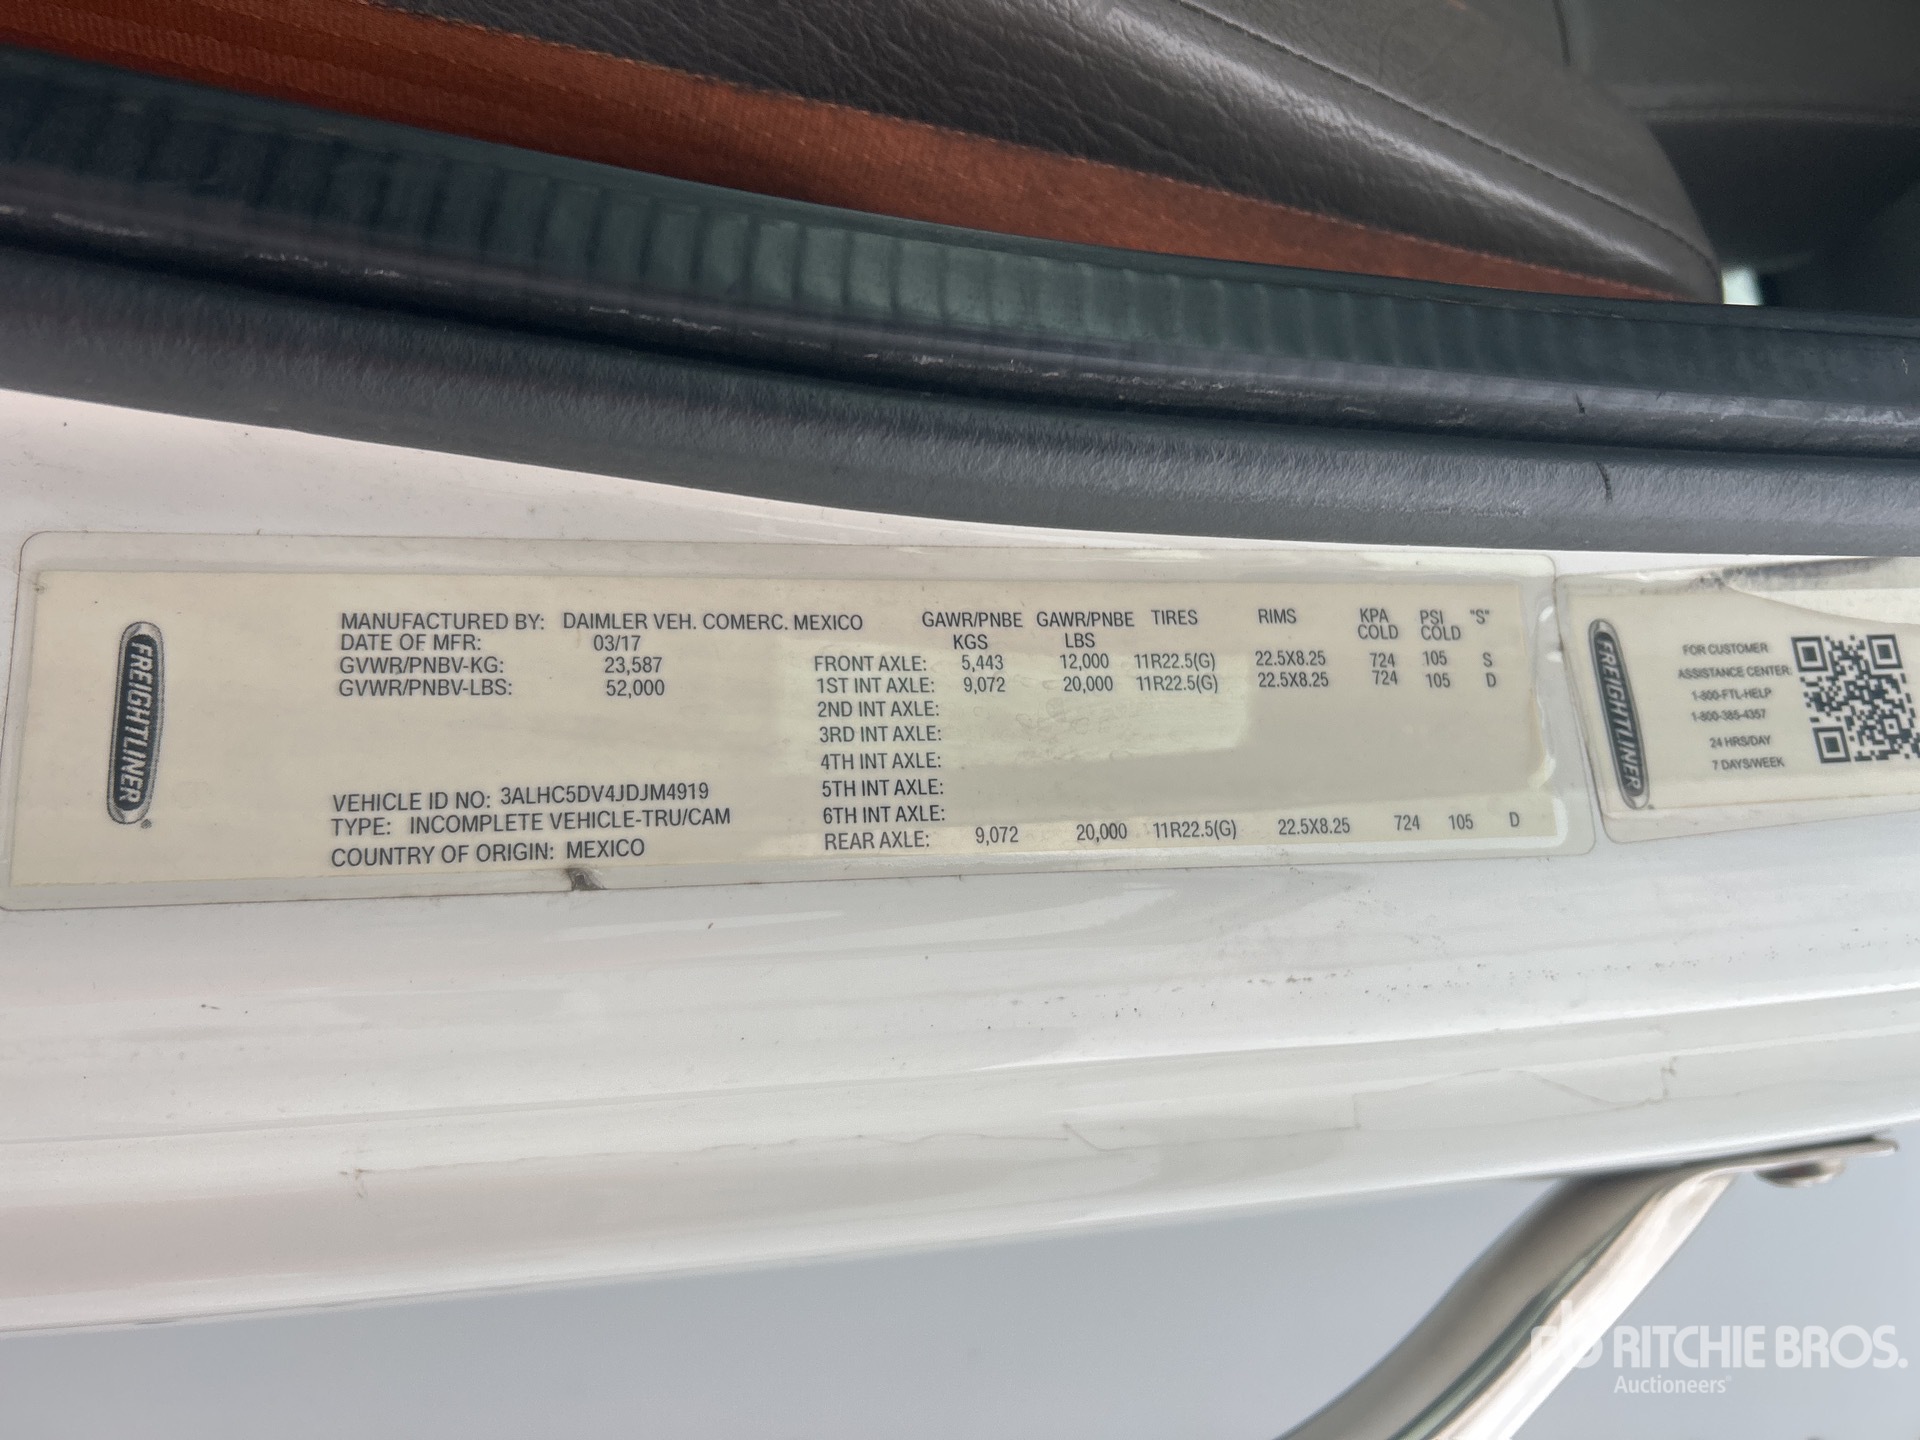 FREIGHTLINER
MANUFACTURED BY: DAIMLER VEH. COMERC. MEXICO
DATE OF MFR: 03/17
GVWR/PNBV-KG: 23,587
GVWR/PNBV-LBS: 52,000
VEHICLE ID NO: 3ALHC5DV4JDJM4919
TYPE: INCOMPLETE VEHICLE-TRU/CAM
COUNTRY OF ORIGIN: MEXICO
GAWR/PNBE KGS GAWR/PNBE LBS TIRES RIMS KPA COLD PSI COLD "S"
FRONT AXLE: 5,443 12,000 11R22.5(G) 22.5X8.25 724 105 S
1ST INT AXLE: 9,072 20,000 11R22.5(G) 22.5X8.25 724 105 D
2ND INT AXLE:
3RD INT AXLE:
4TH INT AXLE:
5TH INT AXLE:
6TH INT AXLE:
REAR AXLE: 9,072 20,000 11R22.5(G) 22.5X8.25 724 105 D
FREIGHTLINER
FOR CUSTOMER
ASSISTANCE CENTER:
1-800-FTL-HELP
1-800-385-4357
24 HRS/DAY
7 DAYS/WEEK
rb RITCHIE BROS.
Auctioneers